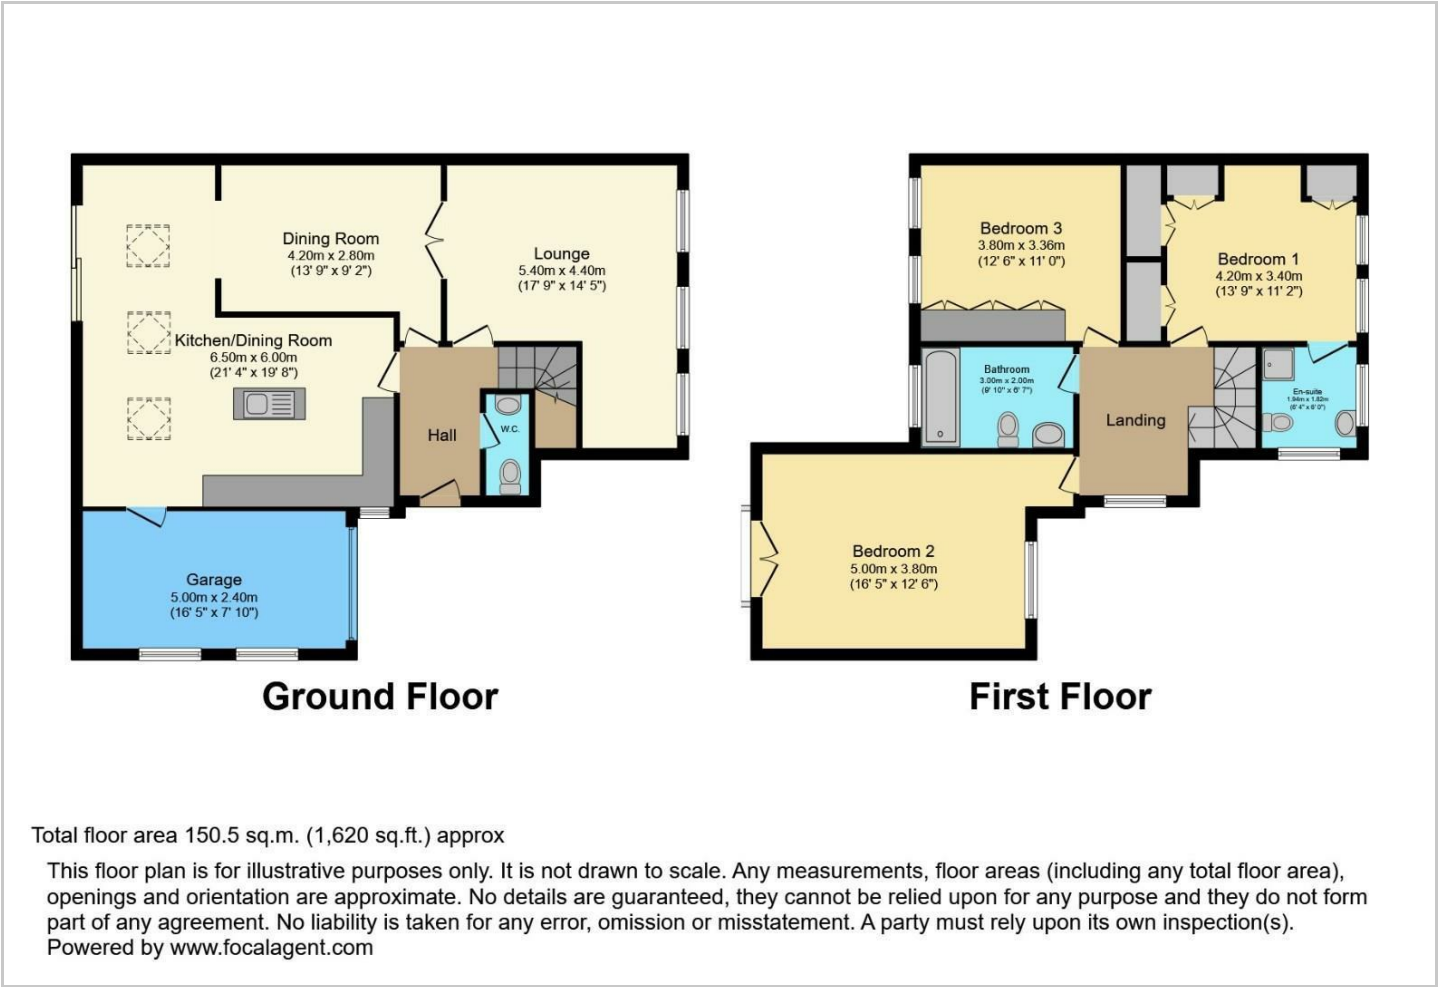 Dining Room
4.20m x 2.80m
(13' 9" x 9' 2")
Lounge
5.40m x 4.40m
(17' 9" x 14' 5")
Kitchen/Dining Room
6.50m x 6.00m
(21' 4" x 19' 8")
Hall
W.C.
Garage
5.00m x 2.40m
(16' 5" x 7' 10")
Ground Floor
Bedroom 3
3.80m x 3.36m
(12' 6" x 11' 0")
Bedroom 1
4.20m x 3.40m
(13' 9" x 11' 2")
Bathroom
3.00m x 2.00m
(9' 10" x 6' 7")
En-suite
1.94m x 1.82m
(6' 4" x 6' 0")
Landing
Bedroom 2
5.00m x 3.80m
(16' 5" x 12' 6")
First Floor
Total floor area 150.5 sq.m. (1,620 sq.ft.) approx
This floor plan is for illustrative purposes only. It is not drawn to scale. Any measurements, floor areas (including any total floor area),
openings and orientation are approximate. No details are guaranteed, they cannot be relied upon for any purpose and they do not form
part of any agreement. No liability is taken for any error, omission or misstatement. A party must rely upon its own inspection(s).
Powered by www.focalagent.com